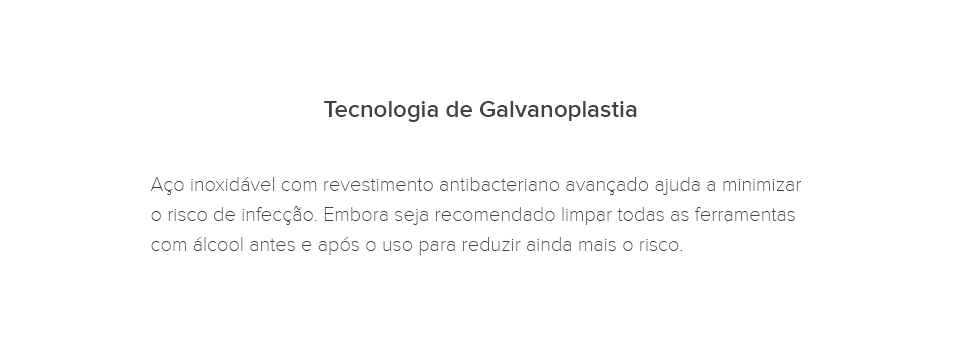 Tecnologia de Galvanoplastia
Aço inoxidável com revestimento antibacteriano avançado ajuda a minimizar
o risco de infecção. Embora seja recomendado limpar todas as ferramentas
com álcool antes e após o uso para reduzir ainda mais o risco.